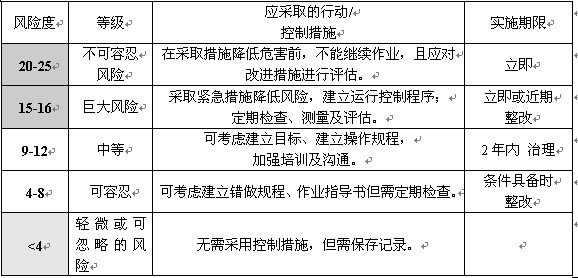 风险度 等级 应采取的行动/
控制措施 实施期限
20-25 不可容忍
风险 在采取措施降低危害前，不能继续作业，且应对
改进措施进行评估。 立即
15-16 巨大风险 采取紧急措施降低风险，建立运行控制程序；
定期检查、测量及评估。 立即或近期
整改
9-12 中等 可考虑建立目标、建立操作规程，
加强培训及沟通。 2年内 治理
4-8 可容忍 可考虑建立错做规程、作业指导书但需定期检查。 条件具备时
整改
<4 轻微或可
忽略的风
险 无需采用控制措施，但需保存记录。